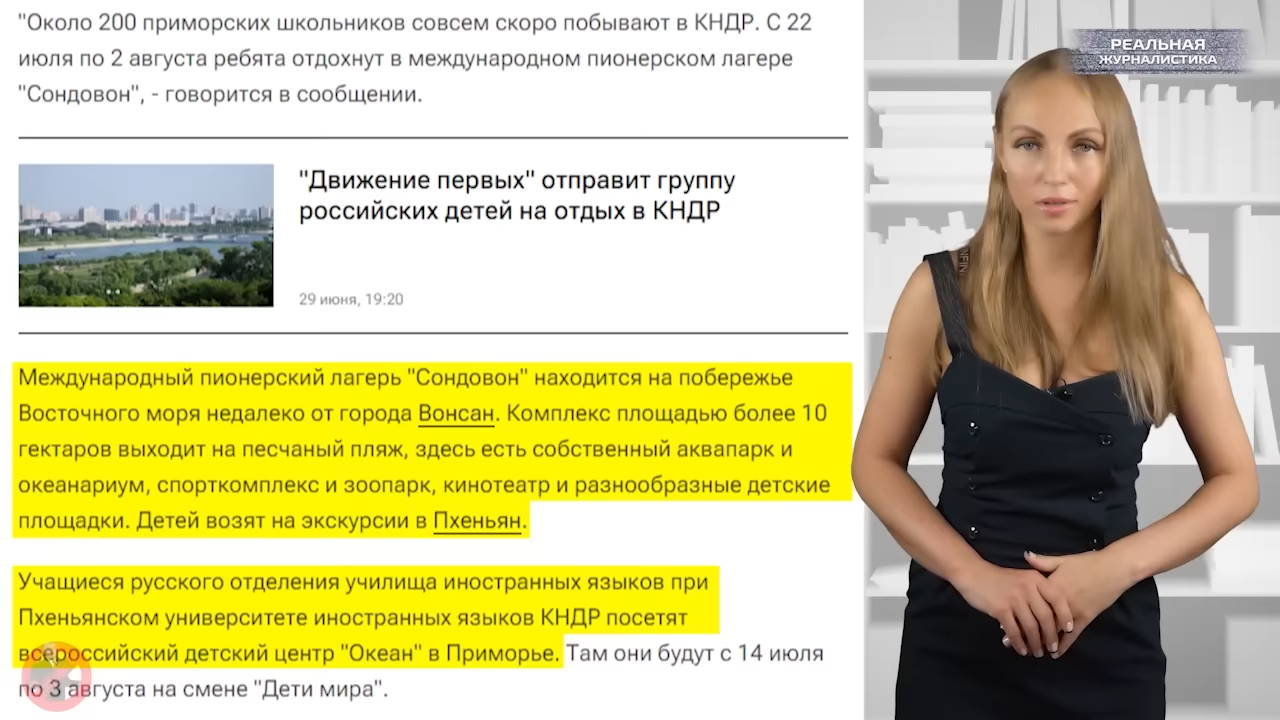 "Около 200 приморских школьников совсем скоро побывают в КНДР. С 22
июля по 2 августа ребята отдохнут в международном пионерском лагере
"Сондовон", - говорится в сообщении.
"Движение первых" отправит группу
российских детей на отдых в КНДР
29 июня, 19:20
Международный пионерский лагерь "Сондовон" находится на побережье
Восточного моря недалеко от города Вонсан. Комплекс площадью более 10
гектаров выходит на песчаный пляж, здесь есть собственный аквапарк и
океанариум, спорткомплекс и зоопарк, кинотеатр и разнообразные детские
площадки. Детей возят на экскурсии в Пхеньян.
Учащиеся русского отделения училища иностранных языков при
Пхеньянском университете иностранных языков КНДР посетят
всероссийский детский центр "Океан" в Приморье. Там они будут с 14 июля
по 3 августа на смене "Дети мира".
РЕАЛЬНАЯ
ЖУРНАЛИСТИКА